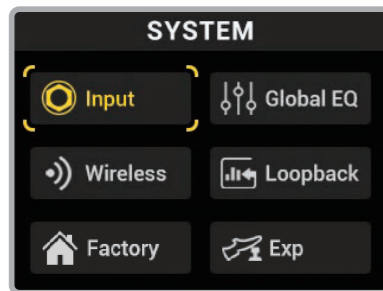 SYSTEM
Input
Global EQ
Wireless
Loopback
Factory
Exp